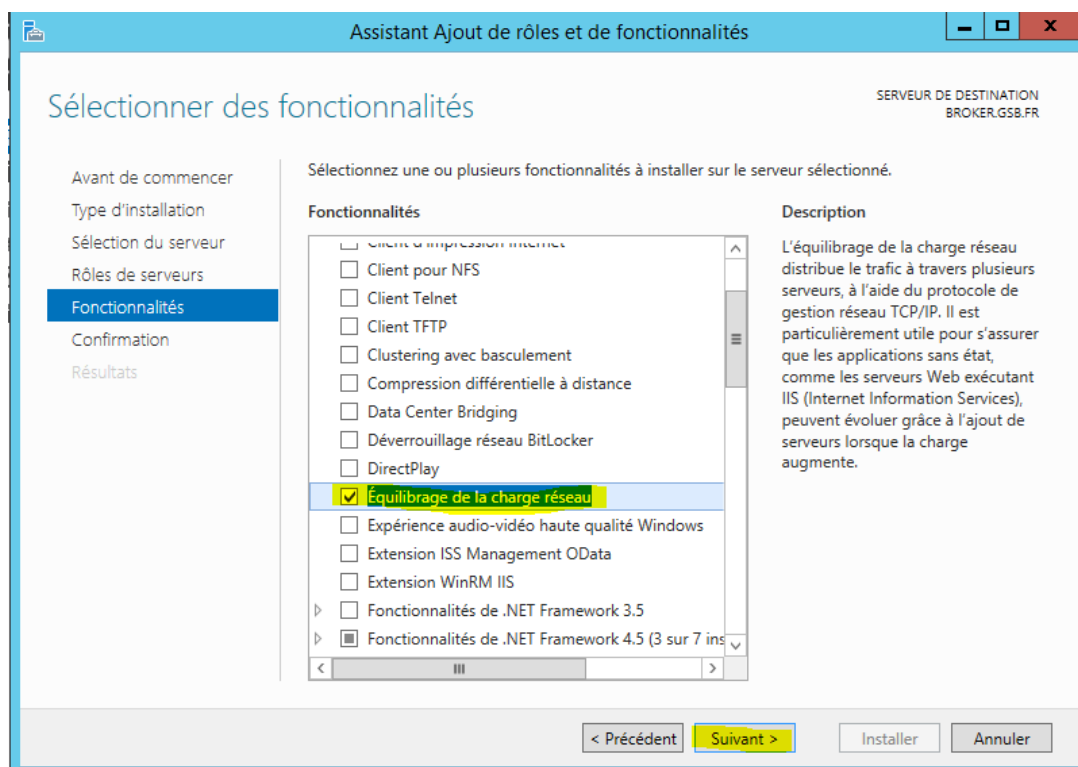 Assistant Ajout de rôles et de fonctionnalités
Sélectionner des fonctionnalités
SERVEUR DE DESTINATION
BROKER.GSB.FR
Avant de commencer
Type d'installation
Sélection du serveur
Rôles de serveurs
Fonctionnalités
Confirmation
Résultats
Sélectionnez une ou plusieurs fonctionnalités à installer sur le serveur sélectionné.
Fonctionnalités
Client d'impression Internet
Client pour NFS
Client Telnet
Client TFTP
Clustering avec basculement
Compression différentielle à distance
Data Center Bridging
Déverrouillage réseau BitLocker
DirectPlay
Équilibrage de la charge réseau
Expérience audio-vidéo haute qualité Windows
Extension ISS Management OData
Extension WinRM IIS
Fonctionnalités de .NET Framework 3.5
Fonctionnalités de .NET Framework 4.5 (3 sur 7 ins
Description
L'équilibrage de la charge réseau
distribue le trafic à travers plusieurs
serveurs, à l'aide du protocole de
gestion réseau TCP/IP. Il est
particulièrement utile pour s'assurer
que les applications sans état,
comme les serveurs Web exécutant
IIS (Internet Information Services),
peuvent évoluer grâce à l'ajout de
serveurs lorsque la charge
augmente.
< Précédent
Suivant >
Installer
Annuler